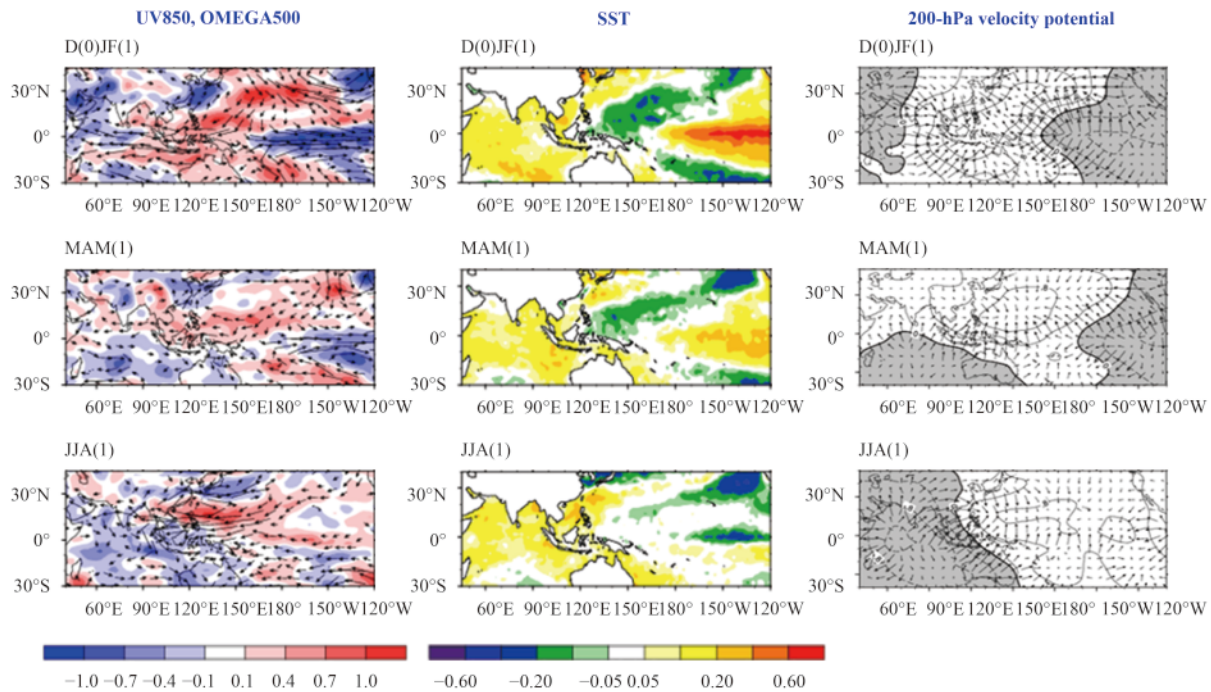 UV850, OMEGA500 SST 200-hPa velocity potential
D(0)JF(1) D(0)JF(1) D(0)JF(1)
30°N 30°N 30°N
0° 0° 0°
30°S 30°S 30°S
60°E 90°E 120°E 150°E 180° 150°W 120°W 60°E 90°E 120°E 150°E 180° 150°W 120°W 60°E 90°E 120°E 150°E 180° 150°W 120°W
MAM(1) MAM(1) MAM(1)
30°N 30°N 30°N
0° 0° 0°
30°S 30°S 30°S
60°E 90°E 120°E 150°E 180° 150°W 120°W 60°E 90°E 120°E 150°E 180° 150°W 120°W 60°E 90°E 120°E 150°E 180° 150°W 120°W
JJA(1) JJA(1) JJA(1)
30°N 30°N 30°N
0° 0° 0°
30°S 30°S 30°S
60°E 90°E 120°E 150°E 180° 150°W 120°W 60°E 90°E 120°E 150°E 180° 150°W 120°W 60°E 90°E 120°E 150°E 180° 150°W 120°W
−1.0 −0.7 −0.4 −0.1 0.1 0.4 0.7 1.0 −0.60 −0.20 −0.05 0.05 0.20 0.60